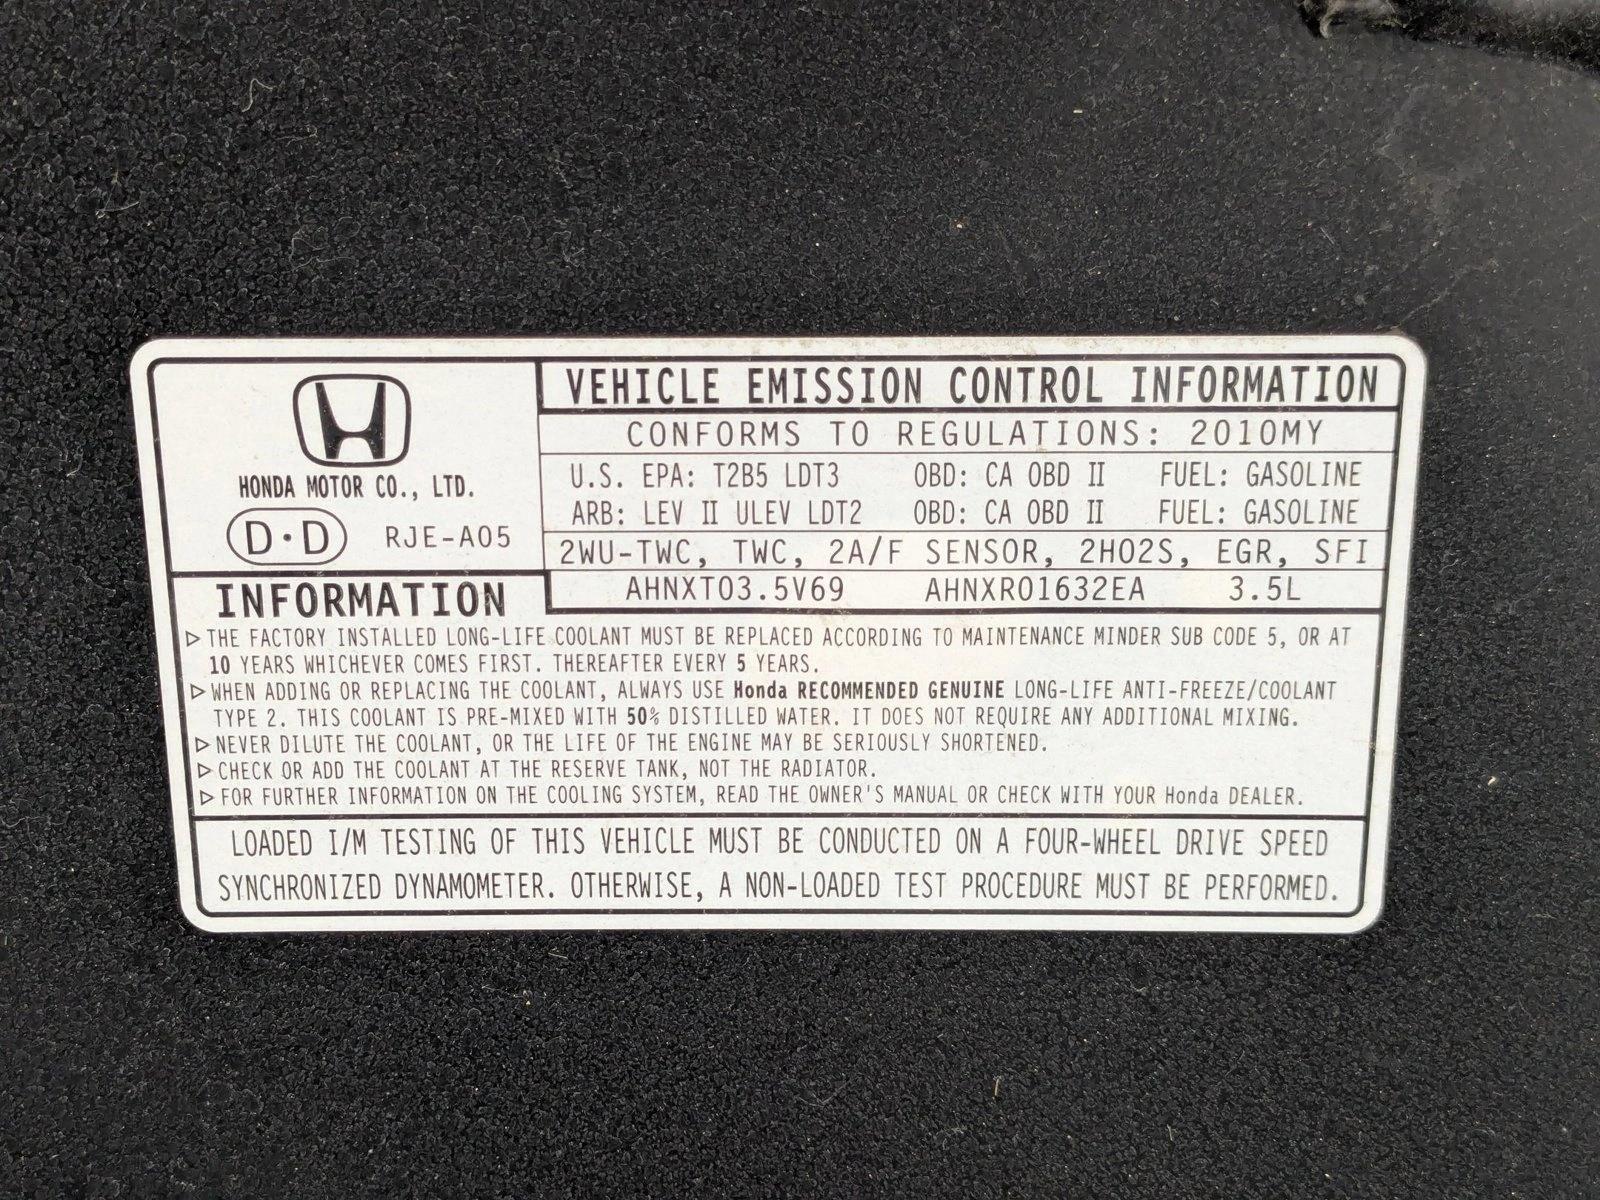 HONDA MOTOR CO., LTD.
D·D RJE-A05
VEHICLE EMISSION CONTROL INFORMATION
CONFORMS TO REGULATIONS: 2010MY
U.S. EPA: T2B5 LDT3 OBD: CA OBD II FUEL: GASOLINE
ARB: LEV II ULEV LDT2 OBD: CA OBD II FUEL: GASOLINE
2WU-TWC, TWC, 2A/F SENSOR, 2HO2S, EGR, SFI
AHNXT03.5V69 AHNXR01632EA 3.5L
INFORMATION
▷ THE FACTORY INSTALLED LONG-LIFE COOLANT MUST BE REPLACED ACCORDING TO MAINTENANCE MINDER SUB CODE 5, OR AT
10 YEARS WHICHEVER COMES FIRST. THEREAFTER EVERY 5 YEARS.
▷ WHEN ADDING OR REPLACING THE COOLANT, ALWAYS USE Honda RECOMMENDED GENUINE LONG-LIFE ANTI-FREEZE/COOLANT
TYPE 2. THIS COOLANT IS PRE-MIXED WITH 50% DISTILLED WATER. IT DOES NOT REQUIRE ANY ADDITIONAL MIXING.
▷ NEVER DILUTE THE COOLANT, OR THE LIFE OF THE ENGINE MAY BE SERIOUSLY SHORTENED.
▷ CHECK OR ADD THE COOLANT AT THE RESERVE TANK, NOT THE RADIATOR.
▷ FOR FURTHER INFORMATION ON THE COOLING SYSTEM, READ THE OWNER'S MANUAL OR CHECK WITH YOUR Honda DEALER.
LOADED I/M TESTING OF THIS VEHICLE MUST BE CONDUCTED ON A FOUR-WHEEL DRIVE SPEED
SYNCHRONIZED DYNAMOMETER. OTHERWISE, A NON-LOADED TEST PROCEDURE MUST BE PERFORMED.